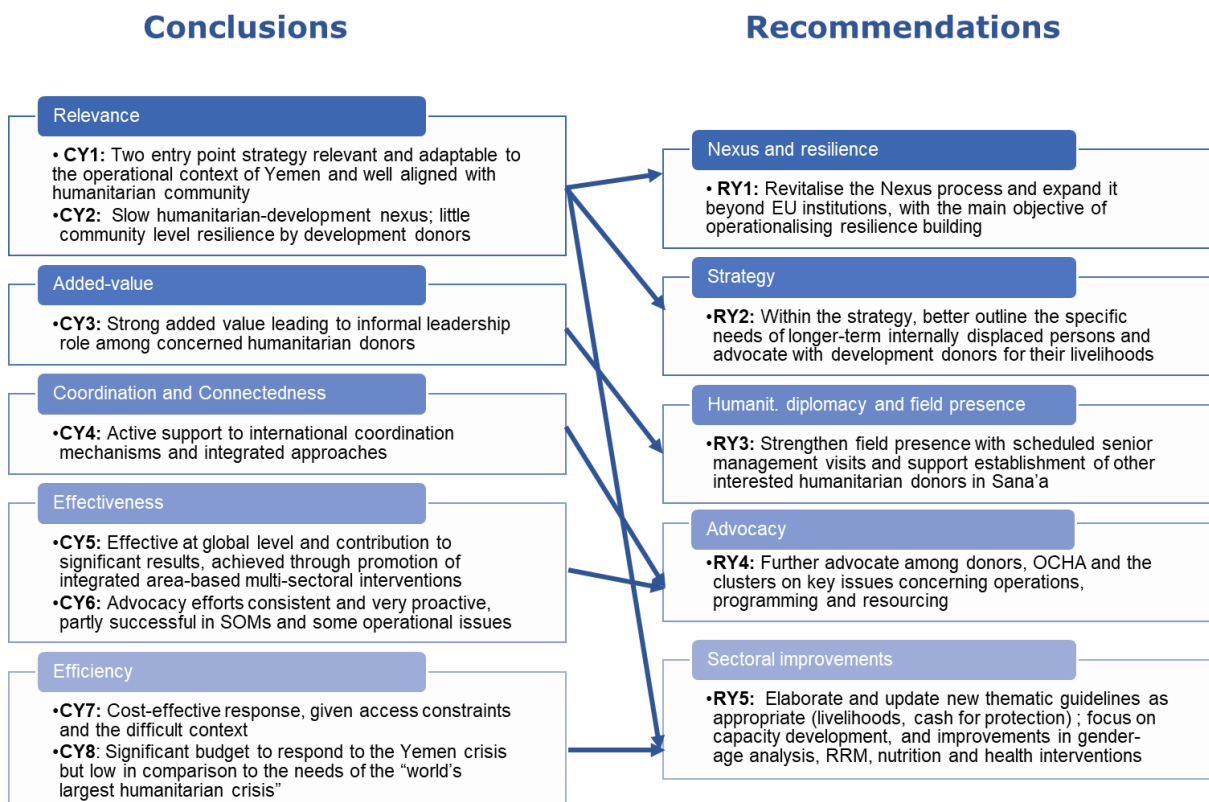 Conclusions
Relevance
• CY1: Two entry point strategy relevant and adaptable to
the operational context of Yemen and well aligned with
humanitarian community
•CY2: Slow humanitarian-development nexus; little
community level resilience by development donors
Added-value
•CY3: Strong added value leading to informal leadership
role among concerned humanitarian donors
Coordination and Connectedness
•CY4: Active support to international coordination
mechanisms and integrated approaches
Effectiveness
•CY5: Effective at global level and contribution to
significant results, achieved through promotion of
integrated area-based multi-sectoral interventions
•CY6: Advocacy efforts consistent and very proactive,
partly successful in SOMs and some operational issues
Efficiency
•CY7: Cost-effective response, given access constraints
and the difficult context
•CY8: Significant budget to respond to the Yemen crisis
but low in comparison to the needs of the “world’s
largest humanitarian crisis”
Recommendations
Nexus and resilience
• RY1: Revitalise the Nexus process and expand it
beyond EU institutions, with the main objective of
operationalising resilience building
Strategy
•RY2: Within the strategy, better outline the specific
needs of longer-term internally displaced persons and
advocate with development donors for their livelihoods
Humanit. diplomacy and field presence
•RY3: Strengthen field presence with scheduled senior
management visits and support establishment of other
interested humanitarian donors in Sana’a
Advocacy
•RY4: Further advocate among donors, OCHA and the
clusters on key issues concerning operations,
programming and resourcing
Sectoral improvements
•RY5: Elaborate and update new thematic guidelines as
appropriate (livelihoods, cash for protection) ; focus on
capacity development, and improvements in gender-
age analysis, RRM, nutrition and health interventions